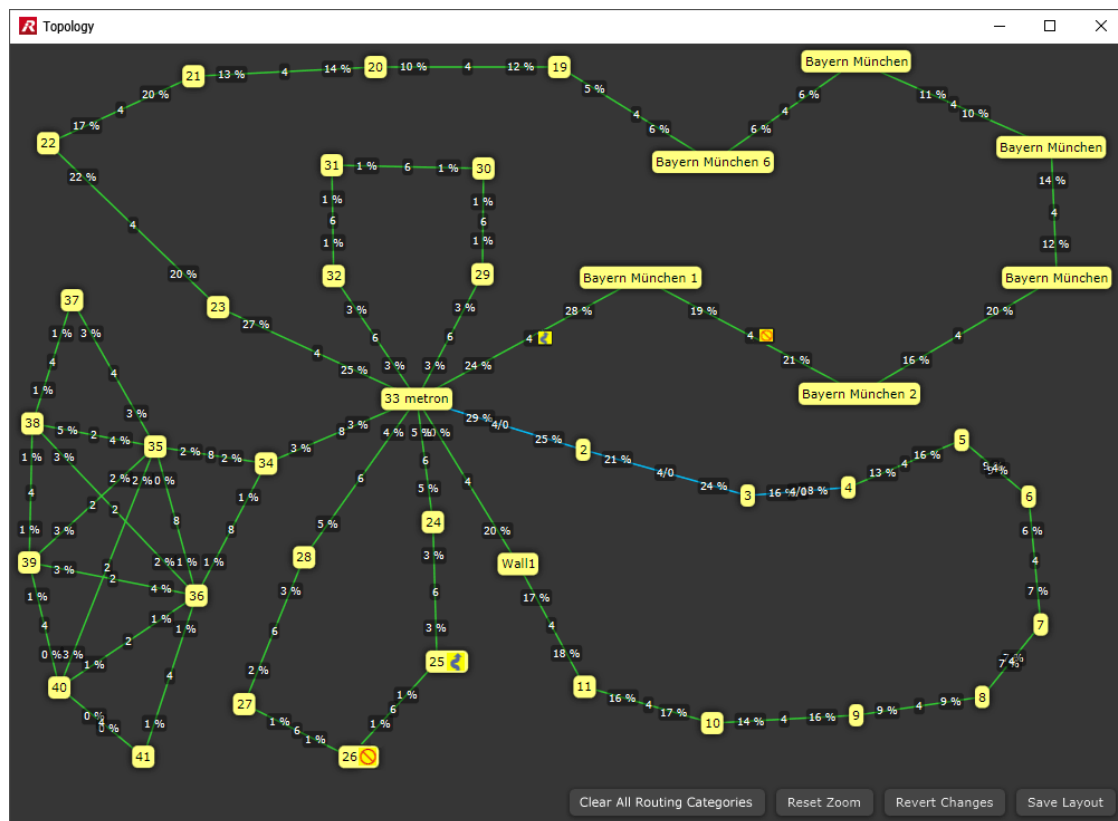 R Topology
Bayern München
21 13 % 4 14 % 20 10 % 4 12 % 19
5 % 4 6 %
6 % 4 6 %
11 % 4 10 %
20 % 4 17 %
22
Bayern München 6
Bayern München
22 % 4 20 %
31 1 % 6 1 % 30
1 % 6 1 %
1 % 6 1 %
14 % 4 12 %
32
29
Bayern München 1
Bayern München
37
23
27 % 4 25 %
3 % 6 3 %
3 % 6 3 %
28 % 4 24 %
19 % 4 21 %
20 % 4 16 %
1 % 4 1 %
3 % 4 3 %
33 metron
Bayern München 2
38
5 % 2 4 %
35
2 % 8 2 %
34
3 % 8 3 %
29 % 4/0 25 %
2
21 % 4/0 24 %
3
4/0
4
13 % 4 16 %
5
6
1 % 4 1 %
3 % 2 2 %
2 % 2 3 %
8 1 %
1 % 8 1 %
4 % 6 5 %
5 % 6 5 %
4 20 %
6 % 4 7 %
24
39
3 % 2 4 %
36
28
Wall1
7
1 % 4 0 %
2 3 %
1 % 2 1 %
1 % 4 1 %
3 % 6 2 %
3 % 6 3 %
17 % 4 18 %
40
25
11
8
27
1 % 6 1 %
1 % 6 1 %
16 % 4 17 %
10
14 % 4 16 %
9
9 % 4 9 %
0 %
41
26
Clear All Routing Categories
Reset Zoom
Revert Changes
Save Layout